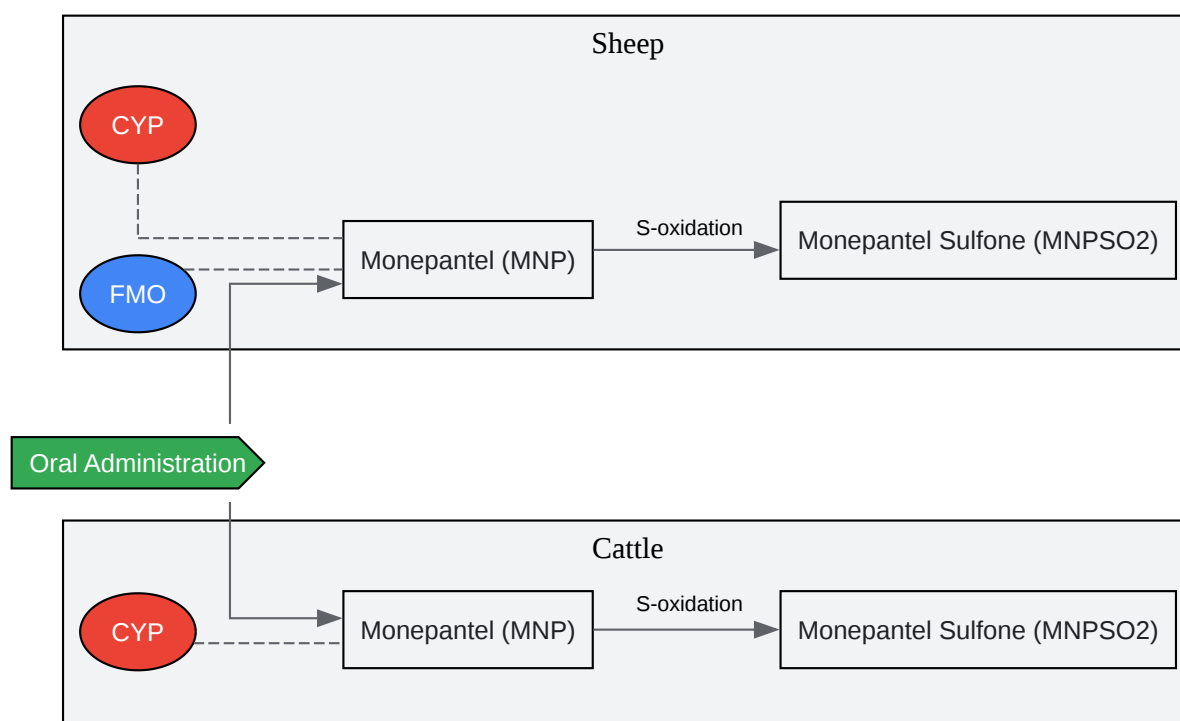 Sheep
CYP
S-oxidation
Monepantel (MNP)
Monepantel Sulfone (MNPSO2)
FMO
Oral Administration
Cattle
CYP
S-oxidation
Monepantel (MNP)
Monepantel Sulfone (MNPSO2)